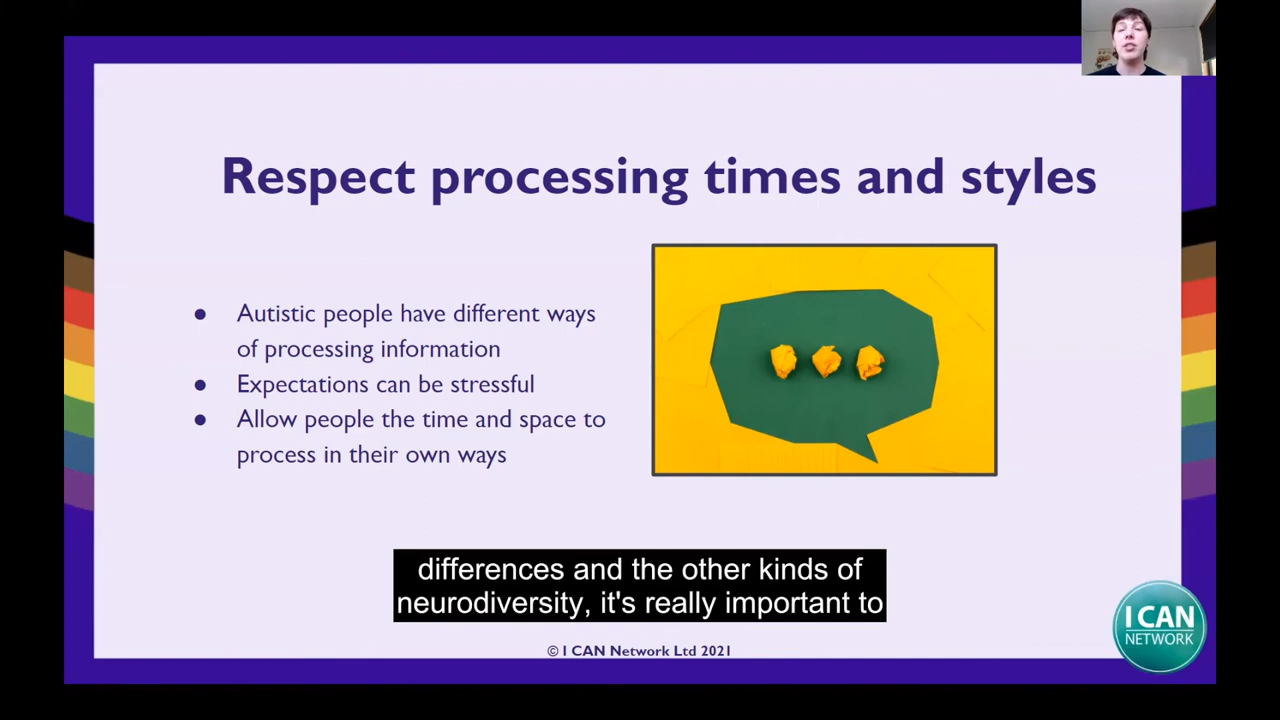 Respect processing times and styles
● Autistic people have different ways
of processing information
● Expectations can be stressful
● Allow people the time and space to
process in their own ways
differences and the other kinds of
neurodiversity, it's really important to
© I CAN Network Ltd 2021
I CAN
NETWORK